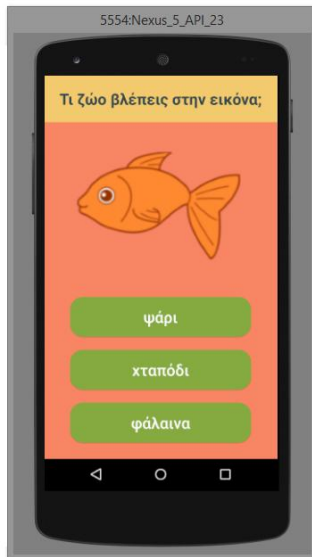 5554:Nexus_5_API_23
Τι ζώο βλέπεις στην εικόνα;
ψάρι
χταπόδι
φάλαινα